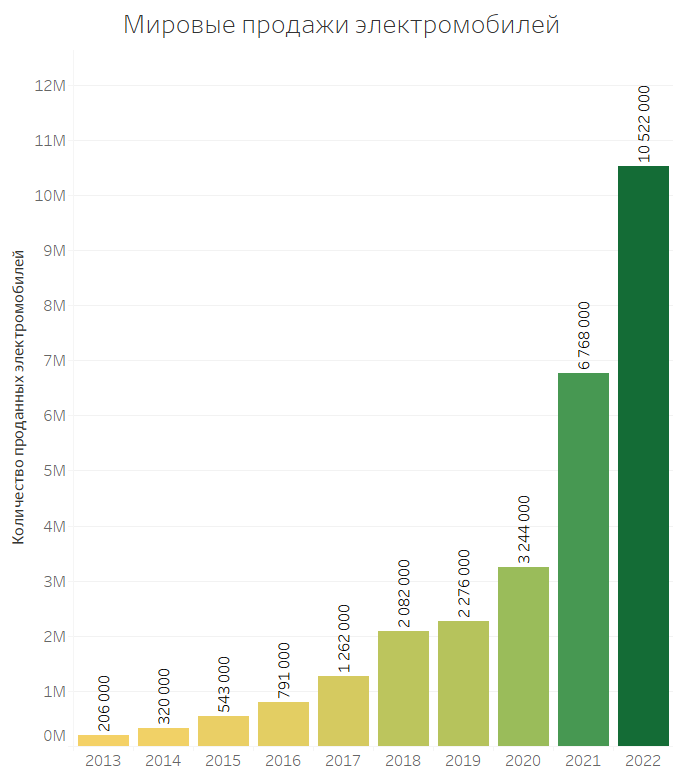 Мировые продажи электромобилей
Количество проданных электромобилей
12M
11M
10M
9M
8M
7M
6M
5M
4M
3M
2M
1M
0M
206 000
320 000
543 000
791 000
1 262 000
2 082 000
2 276 000
3 244 000
6 768 000
10 522 000
2013 2014 2015 2016 2017 2018 2019 2020 2021 2022